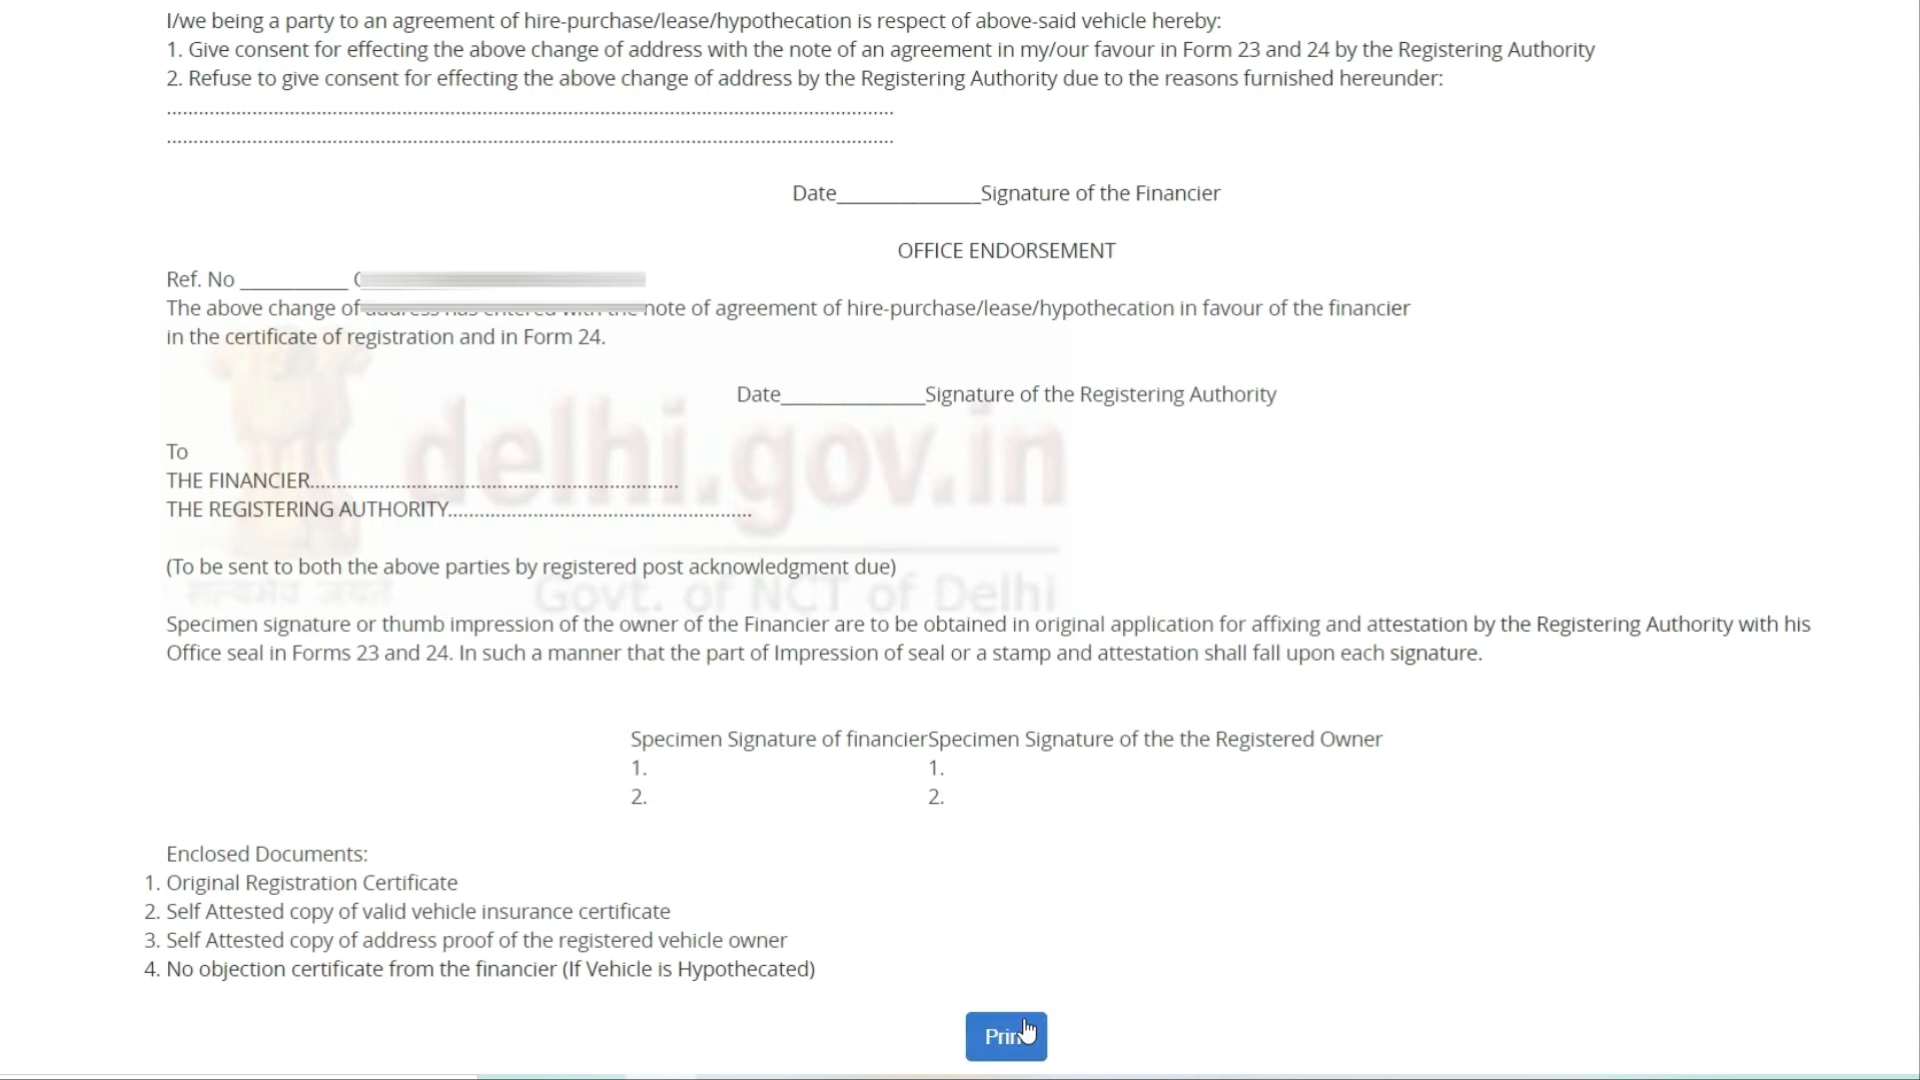 I/we being a party to an agreement of hire-purchase/lease/hypothecation is respect of above-said vehicle hereby:
1. Give consent for effecting the above change of address with the note of an agreement in my/our favour in Form 23 and 24 by the Registering Authority
2. Refuse to give consent for effecting the above change of address by the Registering Authority due to the reasons furnished hereunder:
........................................................................................................................................
........................................................................................................................................
Date_____________Signature of the Financier
OFFICE ENDORSEMENT
Ref. No __________ (
The above change of address has entered with the note of agreement of hire-purchase/lease/hypothecation in favour of the financier
in the certificate of registration and in Form 24.
Date_____________Signature of the Registering Authority
To
THE FINANCIER.....................................................................
THE REGISTERING AUTHORITY.........................................................
delhi.gov.in
(To be sent to both the above parties by registered post acknowledgment due)
सत्यमेव जयते Govt. of NCT of Delhi
Specimen signature or thumb impression of the owner of the Financier are to be obtained in original application for affixing and attestation by the Registering Authority with his
Office seal in Forms 23 and 24. In such a manner that the part of Impression of seal or a stamp and attestation shall fall upon each signature.
Specimen Signature of financierSpecimen Signature of the the Registered Owner
1. 1.
2. 2.
Enclosed Documents:
1. Original Registration Certificate
2. Self Attested copy of valid vehicle insurance certificate
3. Self Attested copy of address proof of the registered vehicle owner
4. No objection certificate from the financier (If Vehicle is Hypothecated)
Print